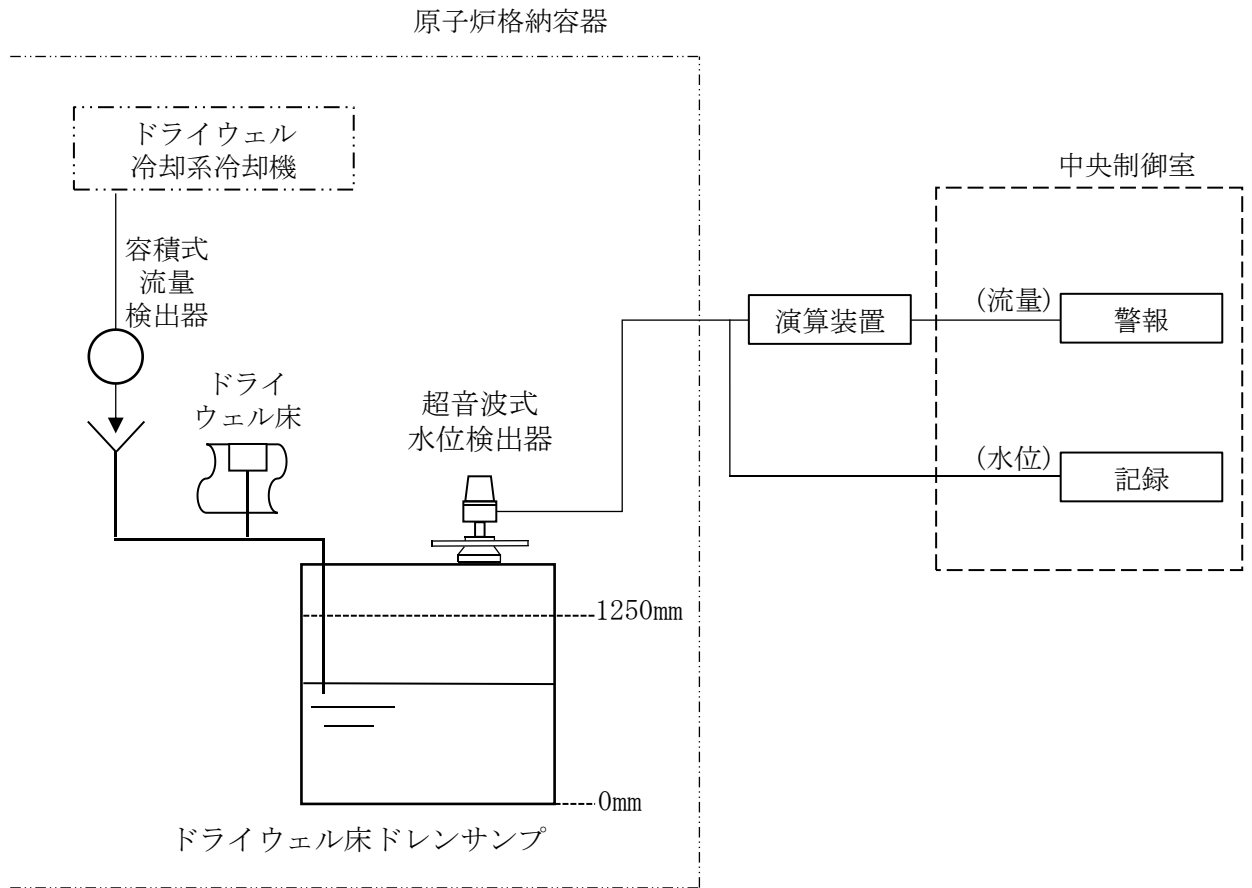 原子炉格納容器
ドライウェル
冷却系冷却機
中央制御室
容積式
流量
検出器
(流量)
演算装置
警報
ドライ
ウェル床
超音波式
水位検出器
(水位)
記録
1250mm
0mm
ドライウェル床ドレンサンプ